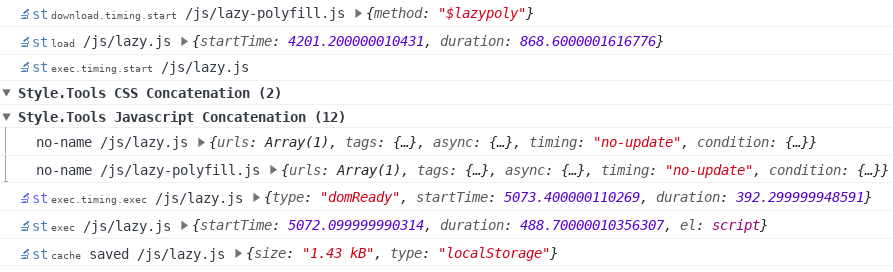 st download.timing.start /js/lazy-polyfill.js ▶{method: "$lazypoly"}
st load /js/lazy.js ▶{startTime: 4201.200000010431, duration: 868.6000001616776}
st exec.timing.start /js/lazy.js
▼ Style.Tools CSS Concatenation (2)
▼ Style.Tools Javascript Concatenation (12)
no-name /js/lazy.js ▶{urls: Array(1), tags: {…}, async: {…}, timing: "no-update", condition: {…}}
no-name /js/lazy-polyfill.js ▶{urls: Array(1), tags: {…}, async: {…}, timing: "no-update", condition: {…}}
st exec.timing.exec /js/lazy.js ▶{type: "domReady", startTime: 5073.400000110269, duration: 392.299999948591}
st exec /js/lazy.js ▶{startTime: 5072.099999990314, duration: 488.70000010356307, el: script}
st cache saved /js/lazy.js ▶{size: "1.43 kB", type: "localStorage"}